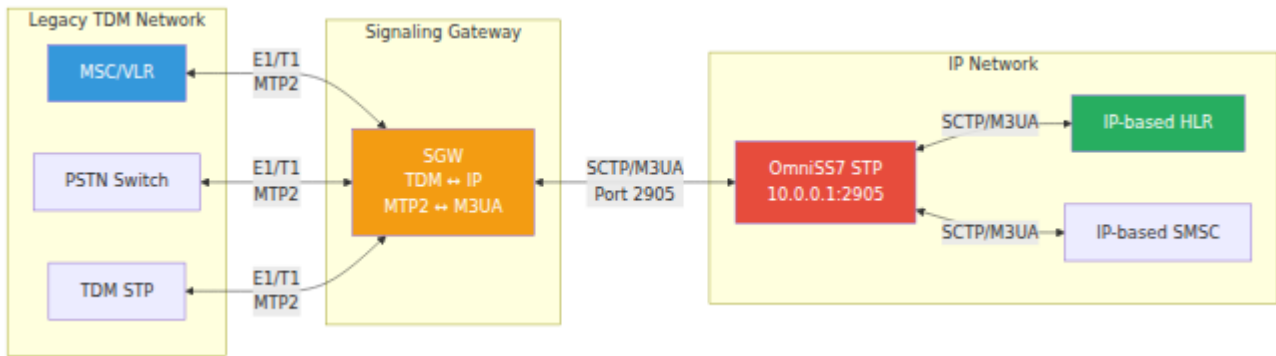 Legacy TDM Network
MSC/VLR
PSTN Switch
TDM STP
E1/T1
MTP2
E1/T1
MTP2
E1/T1
MTP2
Signaling Gateway
SGW
TDM ↔ IP
MTP2 ↔ M3UA
SCTP/M3UA
Port 2905
IP Network
OmniSS7 STP
10.0.0.1:2905
SCTP/M3UA
SCTP/M3UA
IP-based HLR
IP-based SMSC